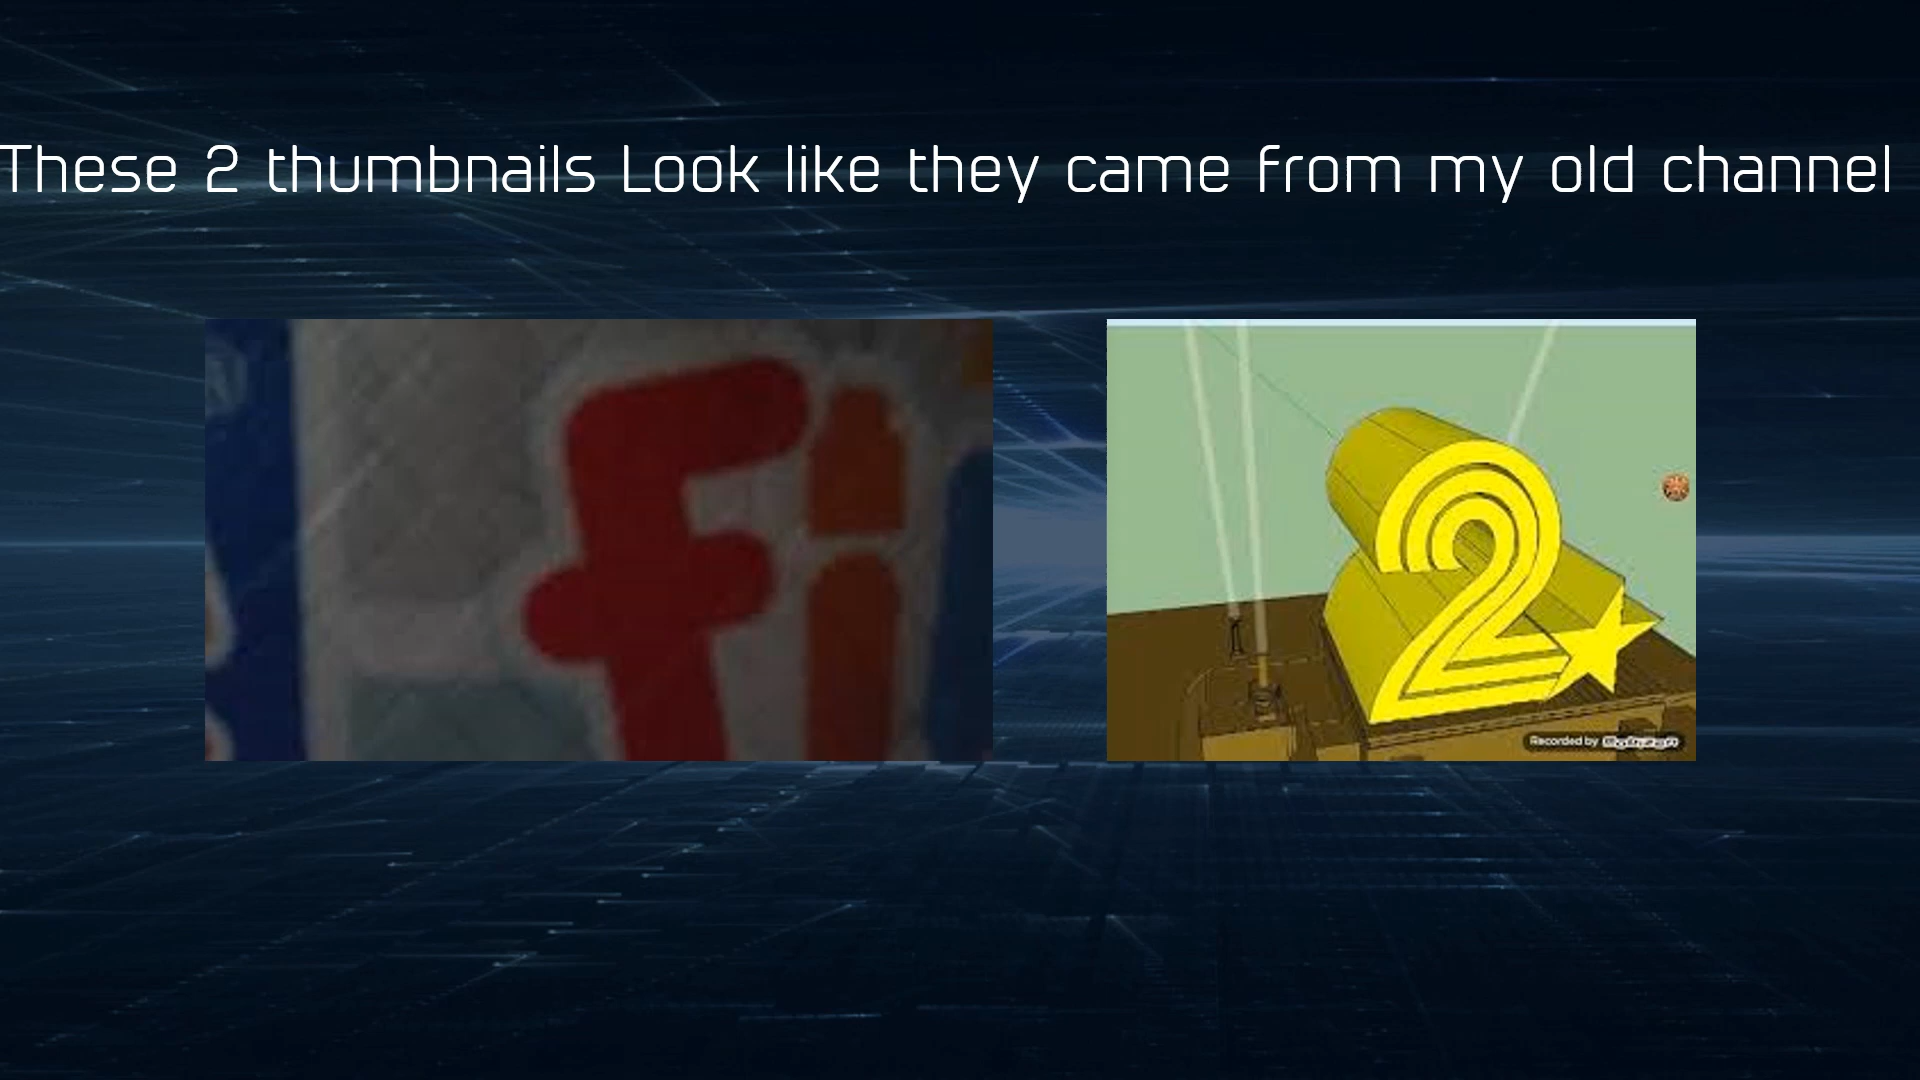 These 2 thumbnails Look like they came from my old channel
fi
2
Recorded by